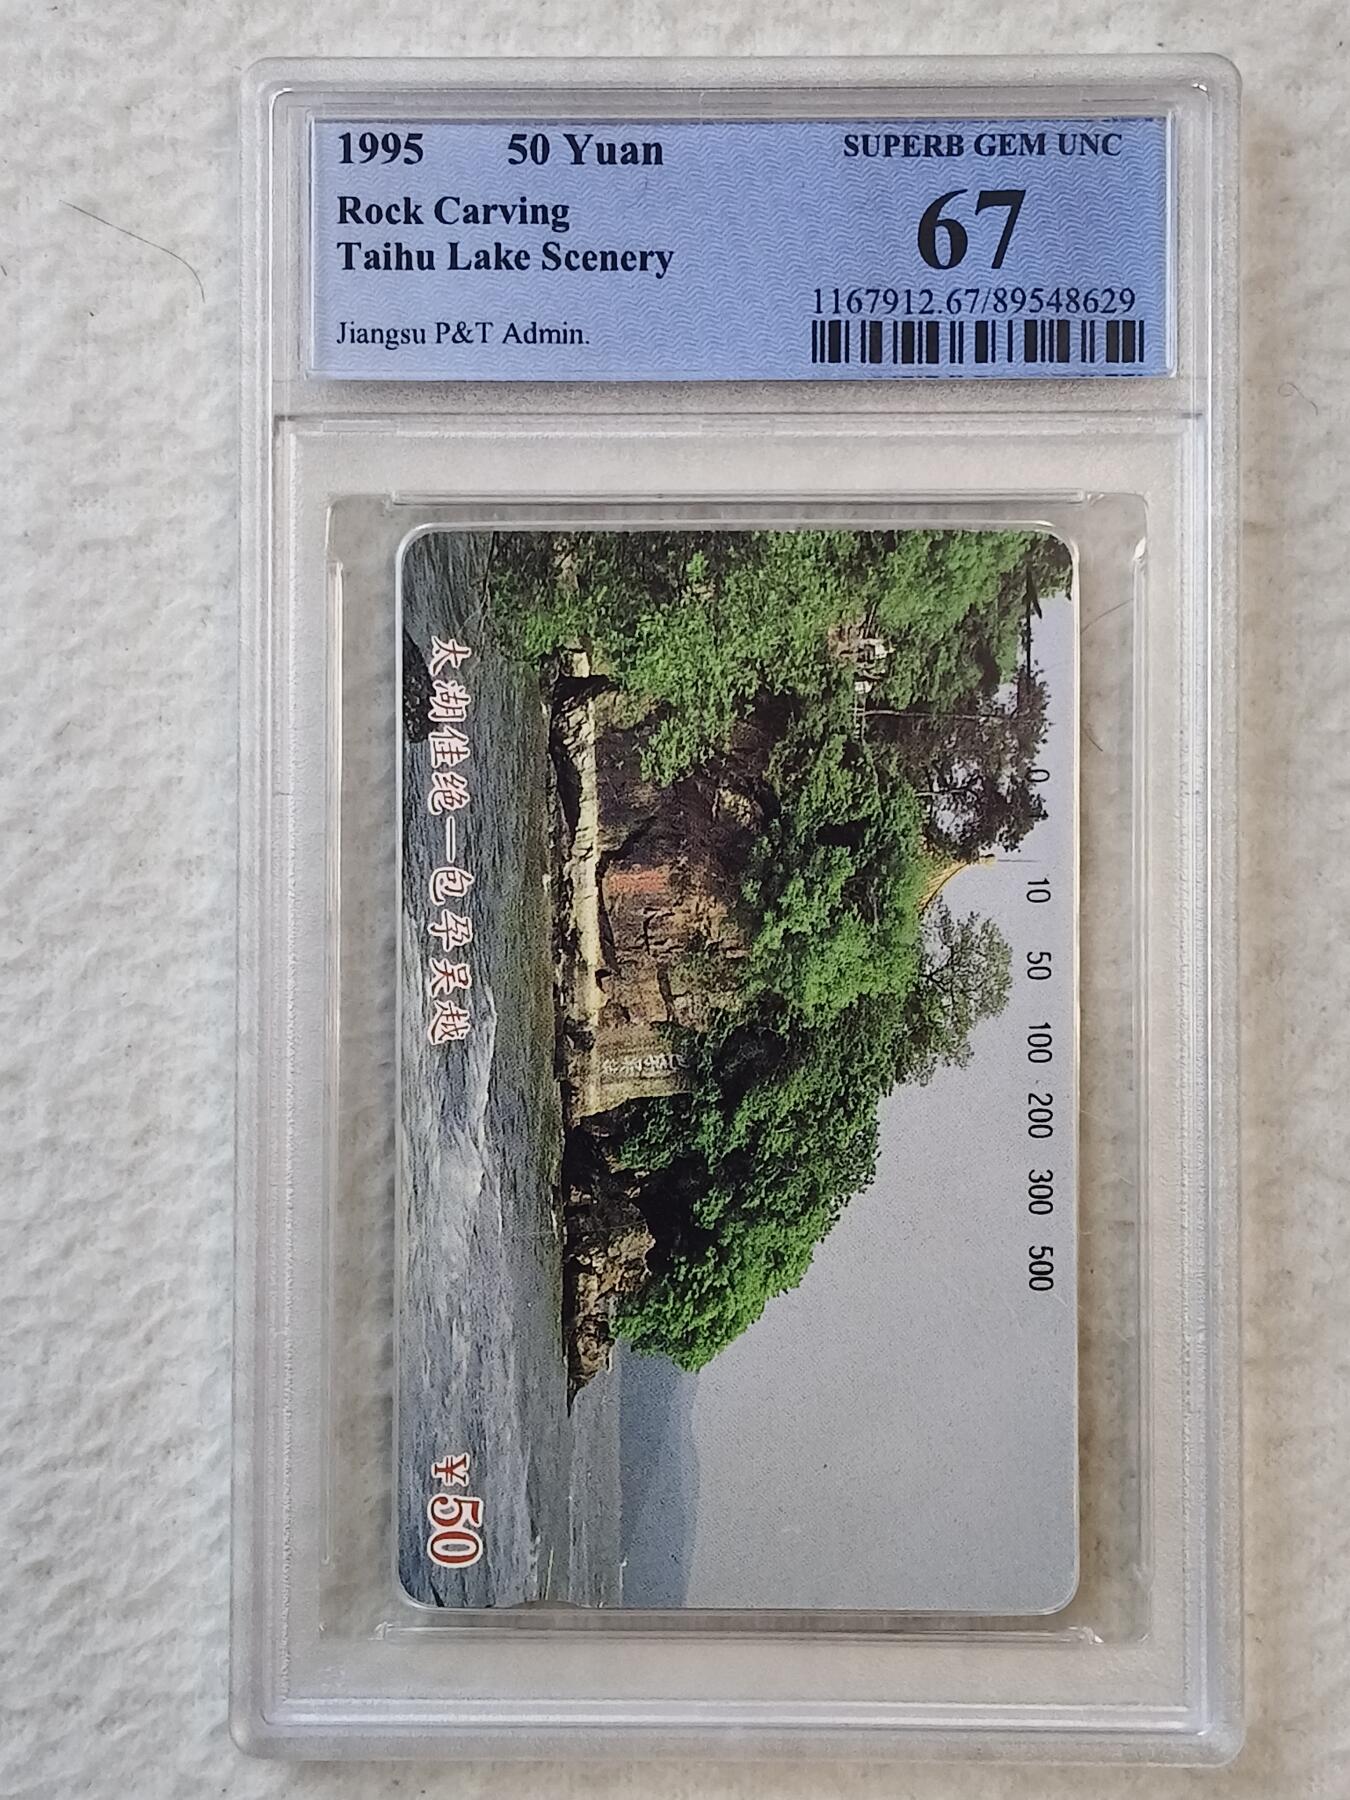 1995 50 Yuan
SUPERB GEM UNC
Rock Carving
67
Taihu Lake Scenery
1167912.67/89548629
Jiangsu P&T Admin.
0 10 50 100 200 300 500
太湖佳绝—包孕吴越
¥50